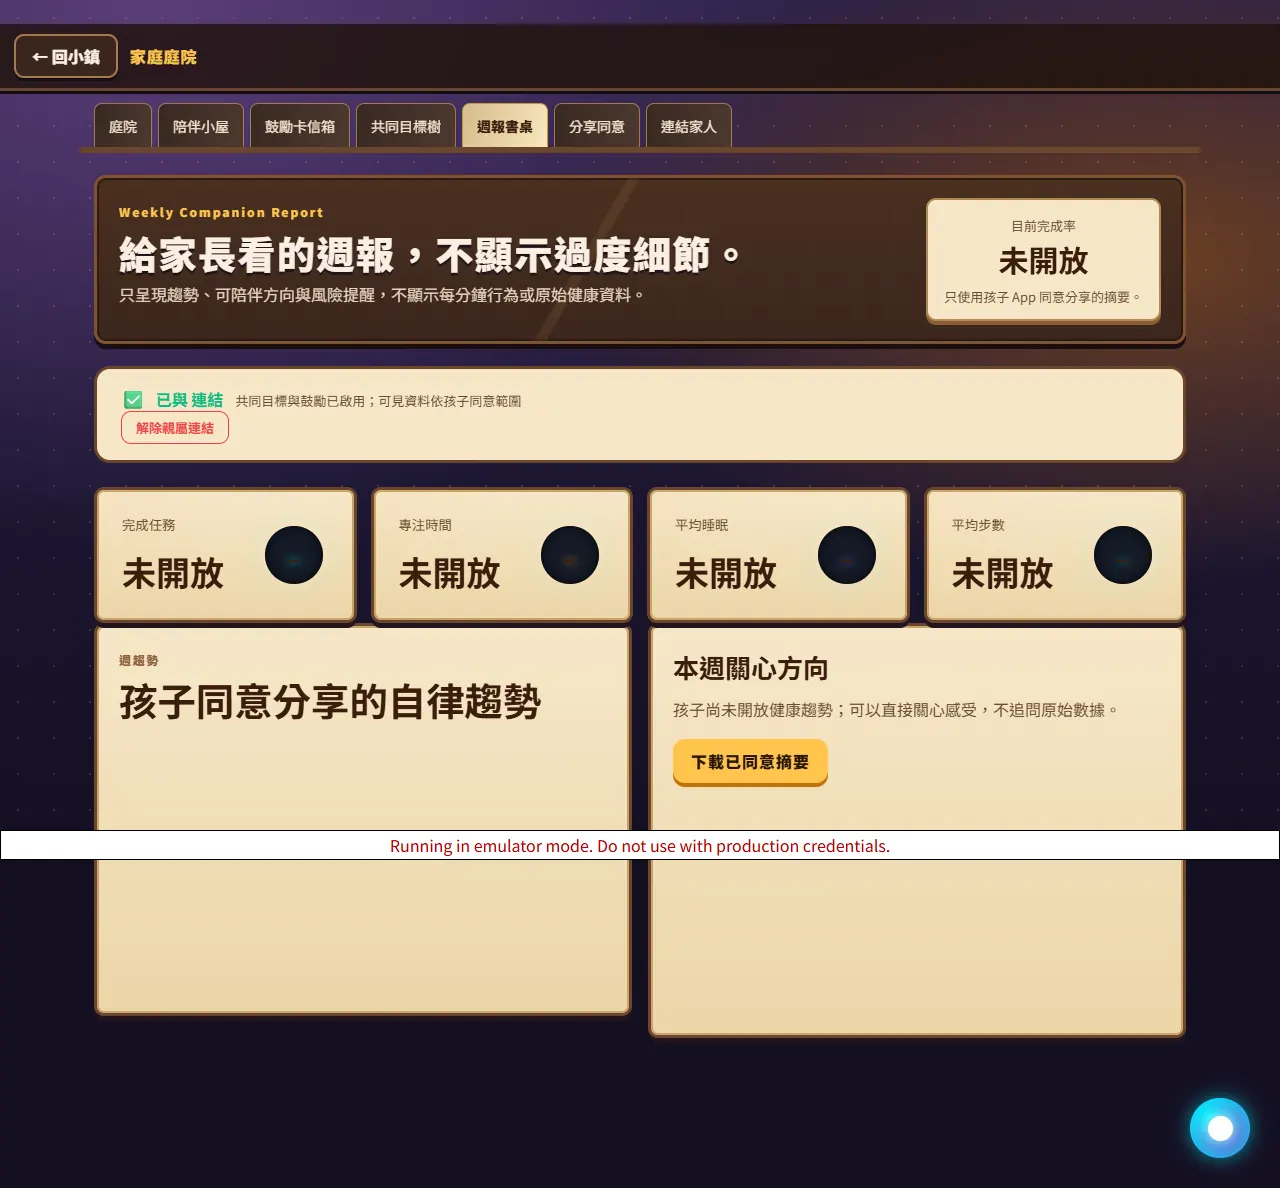 ← 回小鎮
家庭庭院
庭院
陪伴小屋
鼓勵卡信箱
共同目標樹
週報書桌
分享同意
連結家人
Weekly Companion Report
給家長看的週報，不顯示過度細節。
只呈現趨勢、可陪伴方向與風險提醒，不顯示每分鐘行為或原始健康資料。
目前完成率
未開放
只使用孩子 App 同意分享的摘要。
✅ 已與 連結 共同目標與鼓勵已啟用；可見資料依孩子同意範圍
解除親屬連結
完成任務
未開放
專注時間
未開放
平均睡眠
未開放
平均步數
未開放
週趨勢
孩子同意分享的自律趨勢
本週關心方向
孩子尚未開放健康趨勢；可以直接關心感受，不追問原始數據。
下載已同意摘要
Running in emulator mode. Do not use with production credentials.